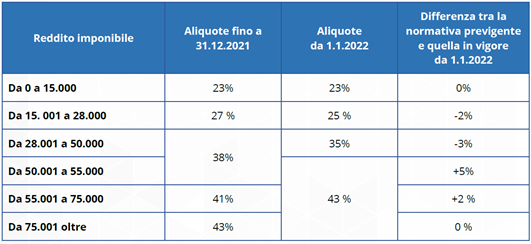 Reddito imponibile
Aliquote fino a
31.12.2021
Aliquote
da 1.1.2022
Differenza tra la
normativa previgente
e quella in vigore
da 1.1.2022
Da 0 a 15.000 23% 23% 0%
Da 15. 001 a 28.000 27 % 25 % -2%
Da 28.001 a 50.000 38% 35% -3%
Da 50.001 a 55.000 43 % +5%
Da 55.001 a 75.000 41% +2 %
Da 75.001 oltre 43% 0 %